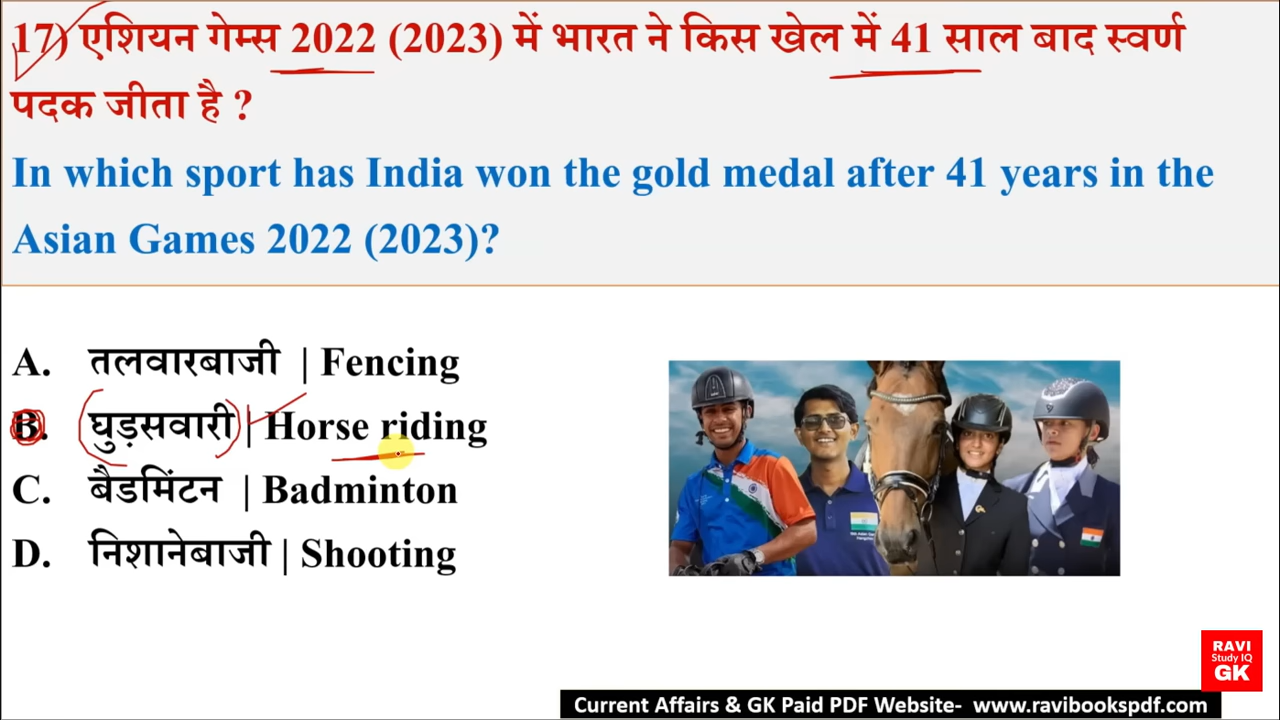 17) एशियन गेम्स 2022 (2023) में भारत ने किस खेल में 41 साल बाद स्वर्ण
पदक जीता है ?
In which sport has India won the gold medal after 41 years in the
Asian Games 2022 (2023)?
A. तलवारबाजी | Fencing
B. घुड़सवारी | Horse riding
C. बैडमिंटन | Badminton
D. निशानेबाजी | Shooting
RAVI
Study IQ
GK
Current Affairs & GK Paid PDF Website- www.ravibookspdf.com